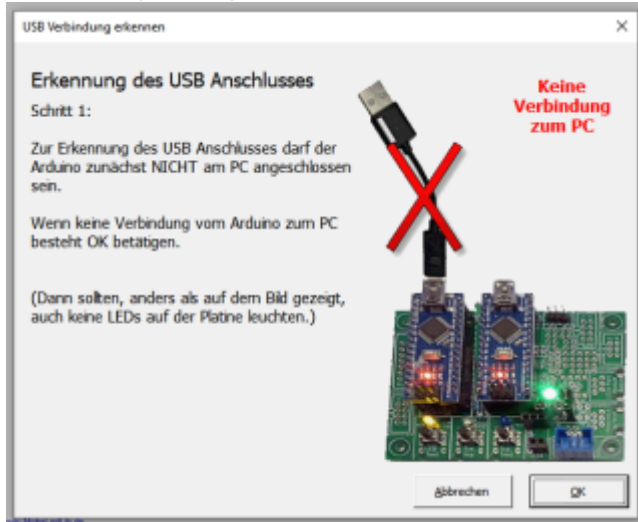 USB Verbindung erkennen
Erkennung des USB Anschlusses
Schritt 1:
Zur Erkennung des USB Anschlusses darf der
Arduino zunächst NICHT am PC angeschlossen
sein.
Wenn keine Verbindung vom Arduino zum PC
besteht OK betätigen.
(Dann sollten, anders als auf dem Bild gezeigt,
auch keine LEDs auf der Platine leuchten.)
Keine
Verbindung
zum PC
Abbrechen
OK